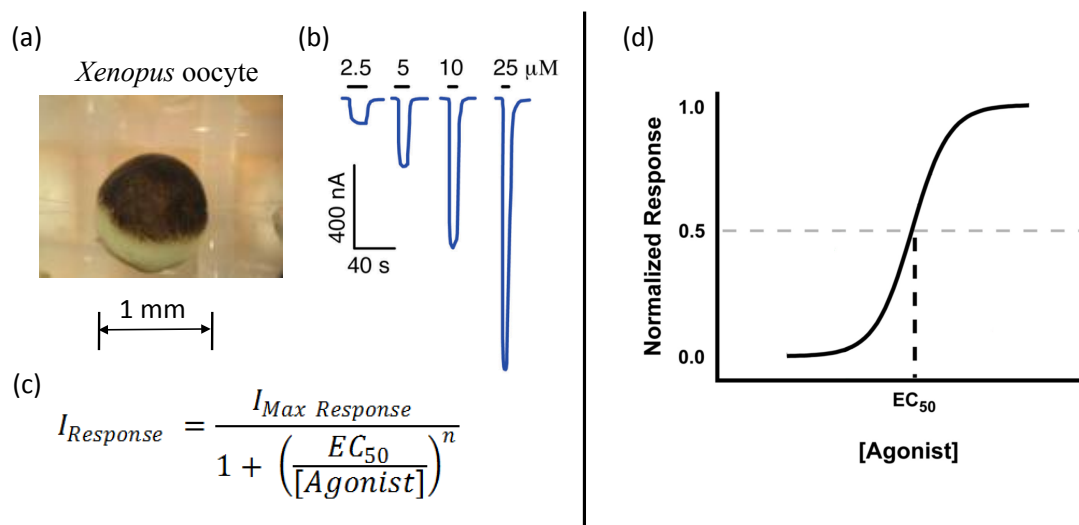 (a)
Xenopus oocyte
1 mm
(b)
2.5 5 10 25 μM
400 nA
40 s
(c)
I_Response = I_Max Response / (1 + (EC_50 / [Agonist])^n)
(d)
Normalized Response
1.0
0.5
0.0
EC50
[Agonist]